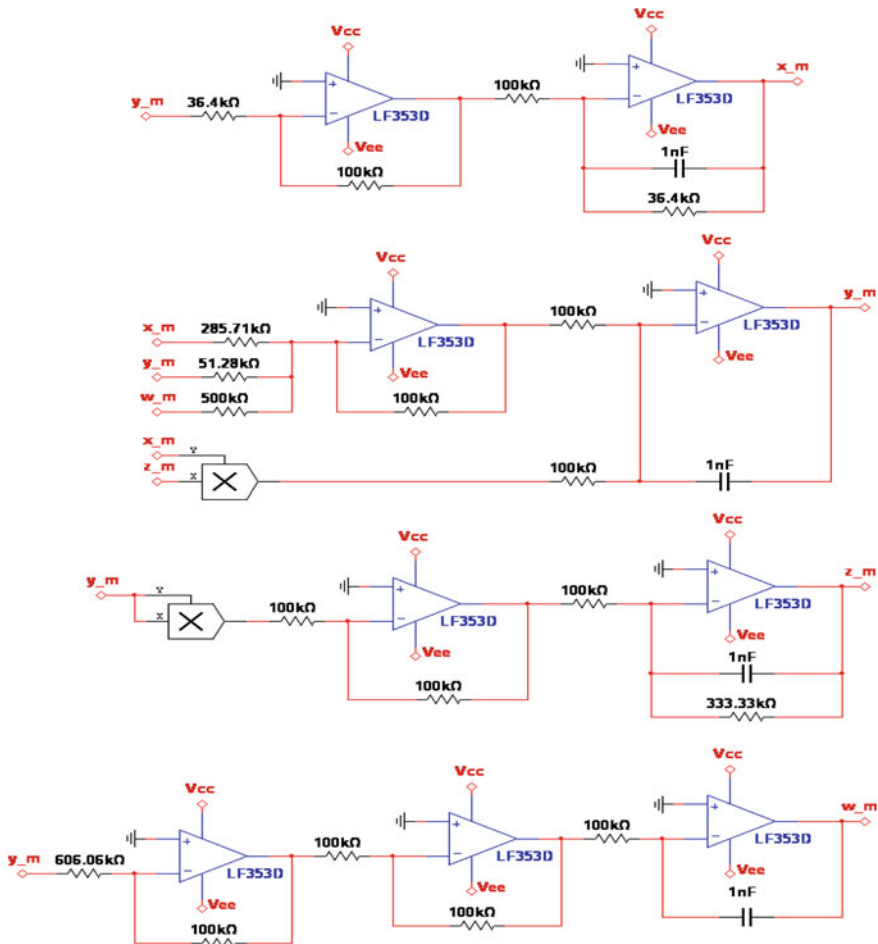 Vcc
Vcc
100kΩ
x_m
+
+
y_m
36.4kΩ
−
LF353D
−
LF353D
Vee
Vee
100kΩ
1nF
36.4kΩ
Vcc
Vcc
y_m
+
+
100kΩ
x_m
285.71kΩ
−
LF353D
−
LF353D
y_m
51.28kΩ
Vee
Vee
w_m
500kΩ
100kΩ
x_m
Y
z_m
X
100kΩ
1nF
Vcc
Vcc
y_m
Y
+
+
z_m
X
100kΩ
−
LF353D
100kΩ
−
LF353D
Vee
Vee
100kΩ
1nF
333.33kΩ
Vcc
Vcc
Vcc
+
100kΩ
+
100kΩ
+
w_m
y_m
606.06kΩ
−
LF353D
−
LF353D
−
LF353D
Vee
Vee
Vee
100kΩ
100kΩ
1nF